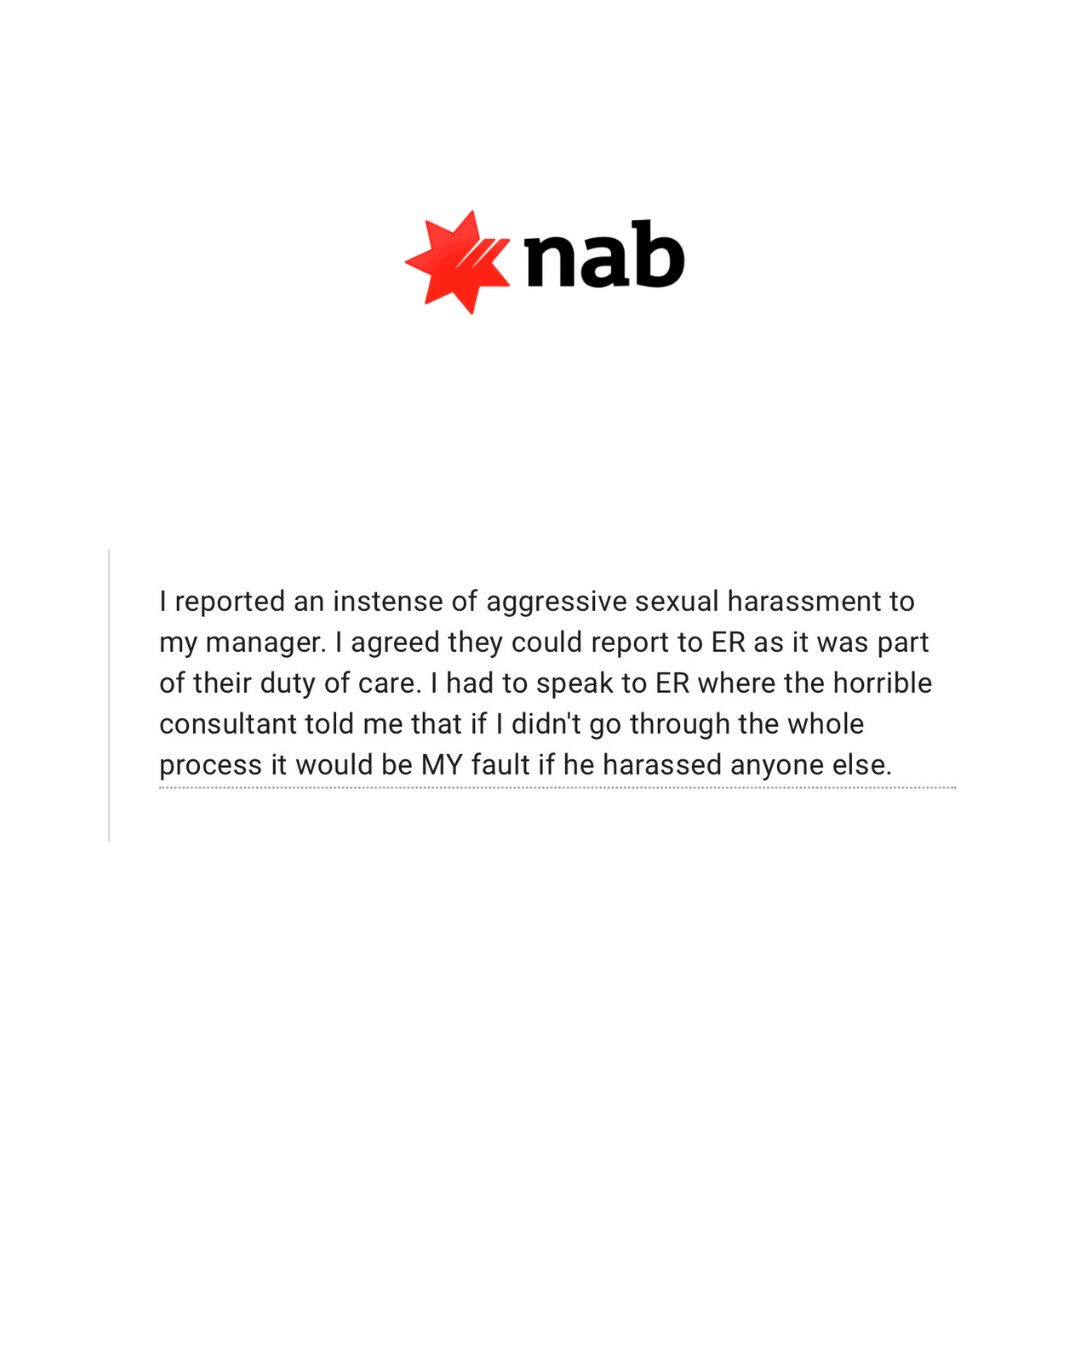 nab
I reported an instense of aggressive sexual harassment to
my manager. I agreed they could report to ER as it was part
of their duty of care. I had to speak to ER where the horrible
consultant told me that if I didn't go through the whole
process it would be MY fault if he harassed anyone else.